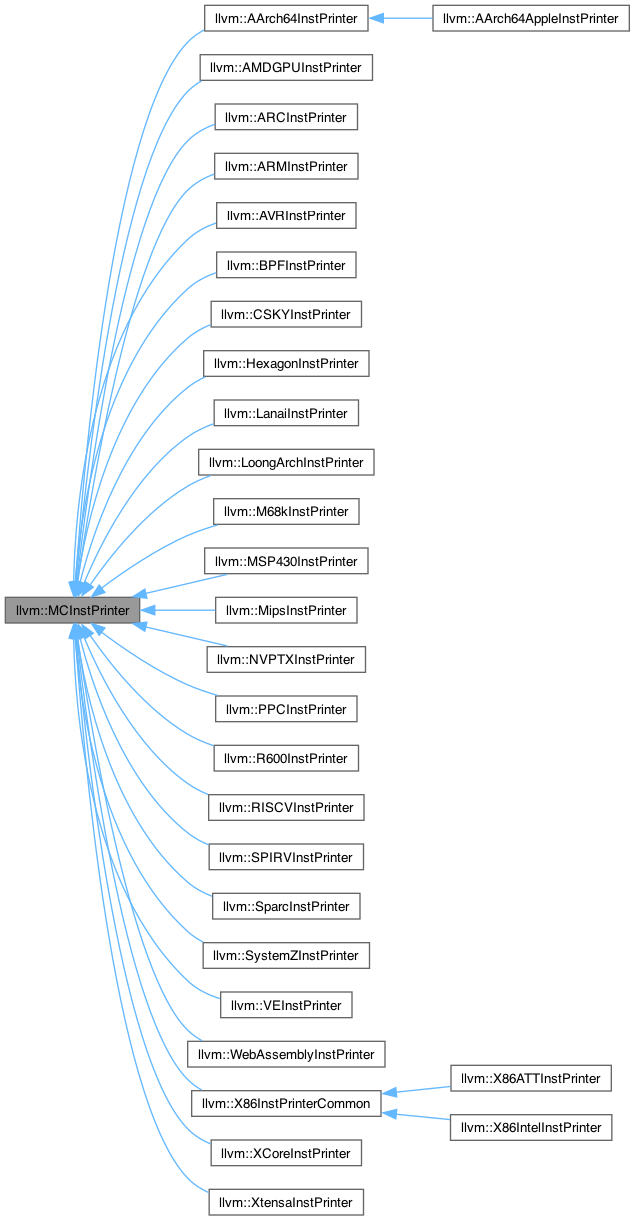 llvm::AArch64InstPrinter
llvm::AArch64AppleInstPrinter
llvm::AMDGPUInstPrinter
llvm::ARCInstPrinter
llvm::ARMInstPrinter
llvm::AVRInstPrinter
llvm::BPFInstPrinter
llvm::CSKYInstPrinter
llvm::HexagonInstPrinter
llvm::LanaiInstPrinter
llvm::LoongArchInstPrinter
llvm::M68kInstPrinter
llvm::MSP430InstPrinter
llvm::MCInstPrinter
llvm::MipsInstPrinter
llvm::NVPTXInstPrinter
llvm::PPCInstPrinter
llvm::R600InstPrinter
llvm::RISCVInstPrinter
llvm::SPIRVInstPrinter
llvm::SparcInstPrinter
llvm::SystemZInstPrinter
llvm::VEInstPrinter
llvm::WebAssemblyInstPrinter
llvm::X86ATTInstPrinter
llvm::X86InstPrinterCommon
llvm::X86IntelInstPrinter
llvm::XCoreInstPrinter
llvm::XtensaInstPrinter